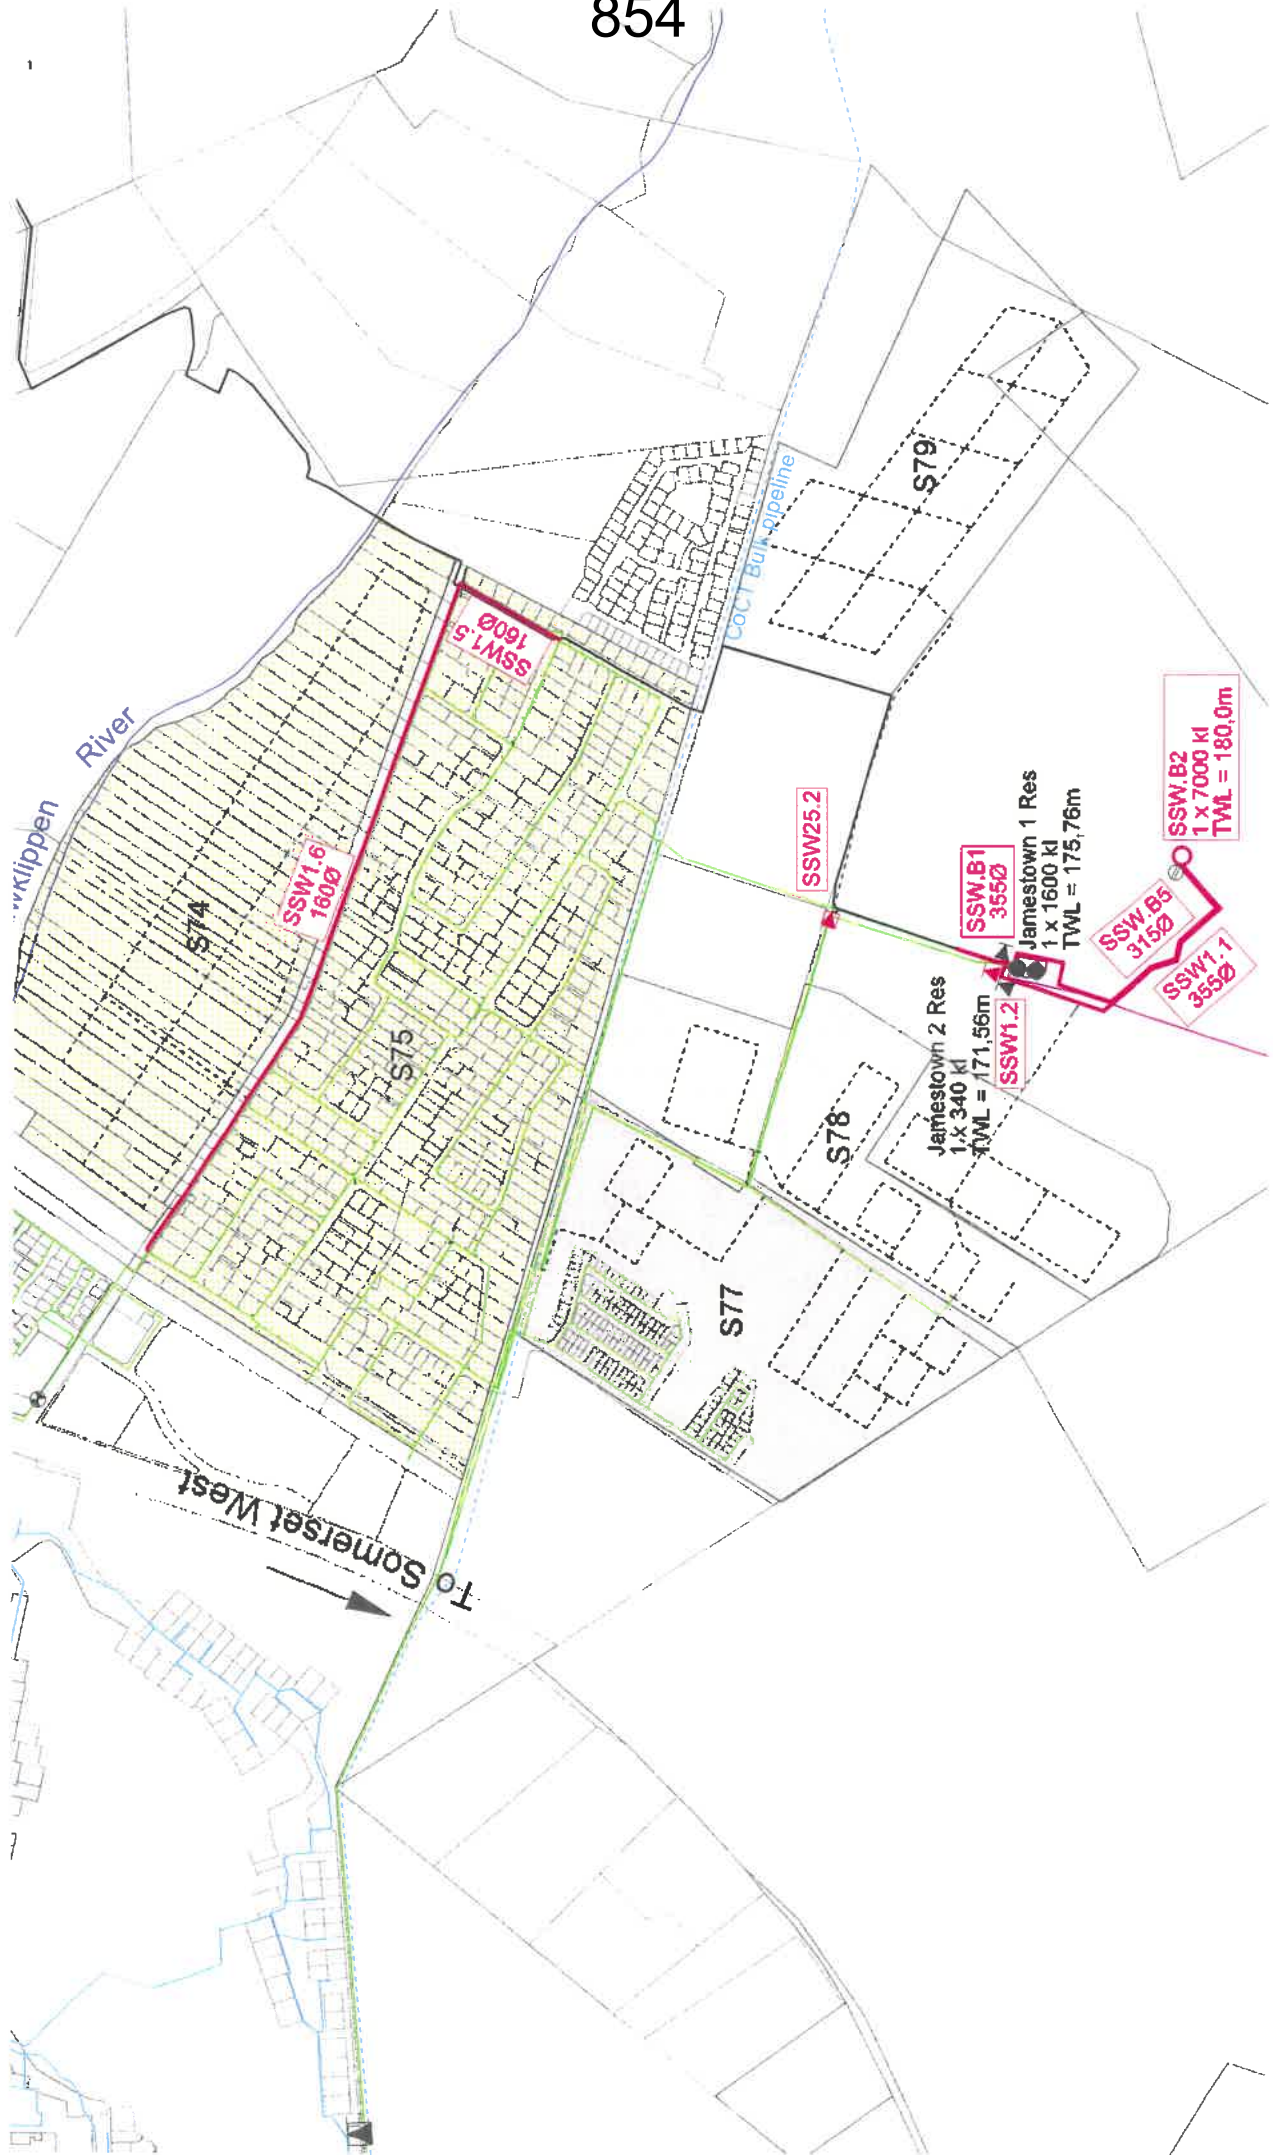 854
1
wklippen
River
S74
SSW1.6
160Ø
SSW1.5
160Ø
S75
CoCT Bulk pipeline
S79
SSW25.2
SSW.B1
355Ø
Jamestown 1 Res
1 x 1600 kl
TWL = 175,76m
SSW.B2
1 x 7000 kl
TWL = 180,0m
SSW.B5
315Ø
SSW1.1
355Ø
Jamestown 2 Res
1 x 340 kl
TWL = 171,56m
SSW1.2
S78
S77
To Somerset West